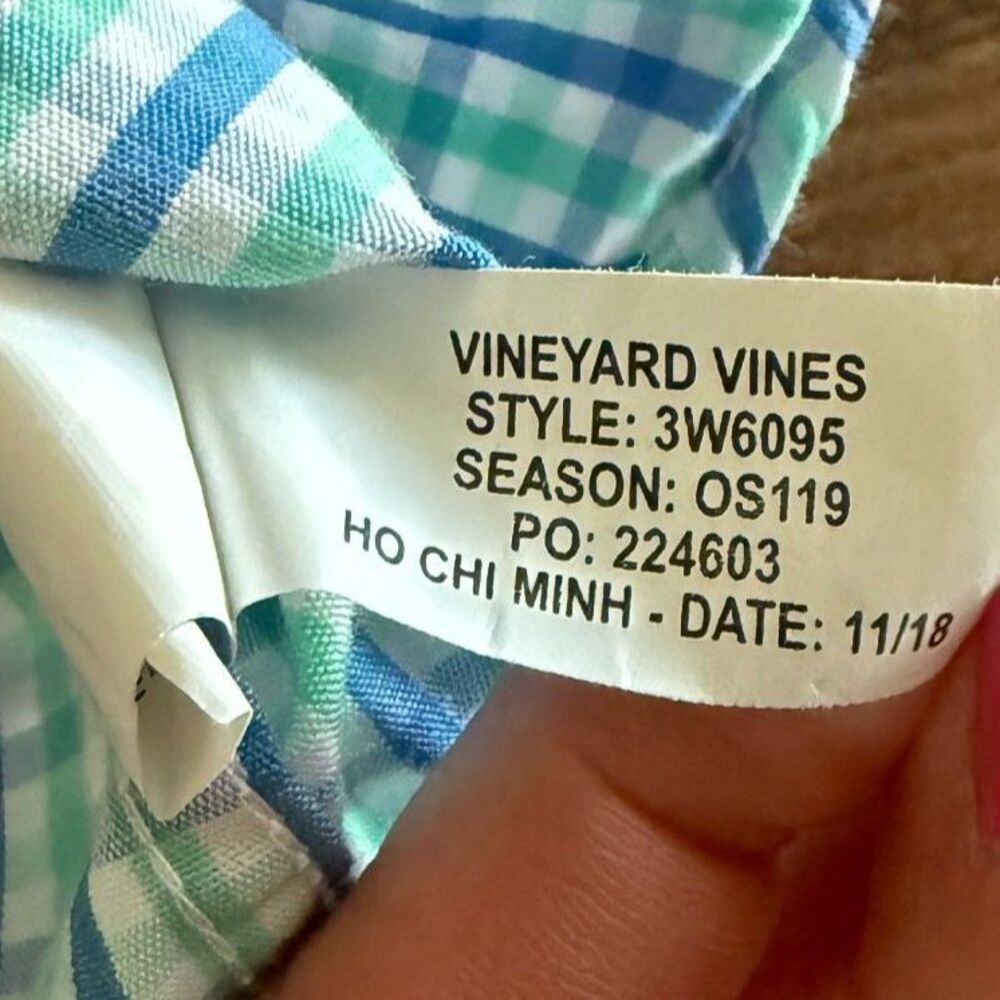 VINEYARD VINES
STYLE: 3W6095
SEASON: OS119
PO: 224603
HO CHI MINH - DATE: 11/18